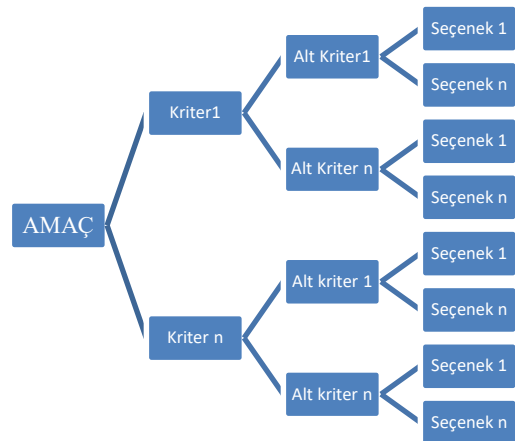 AMAÇ
Kriter1
Alt Kriter1
Seçenek 1
Seçenek n
Alt Kriter n
Seçenek 1
Seçenek n
Kriter n
Alt kriter 1
Seçenek 1
Seçenek n
Alt kriter n
Seçenek 1
Seçenek n